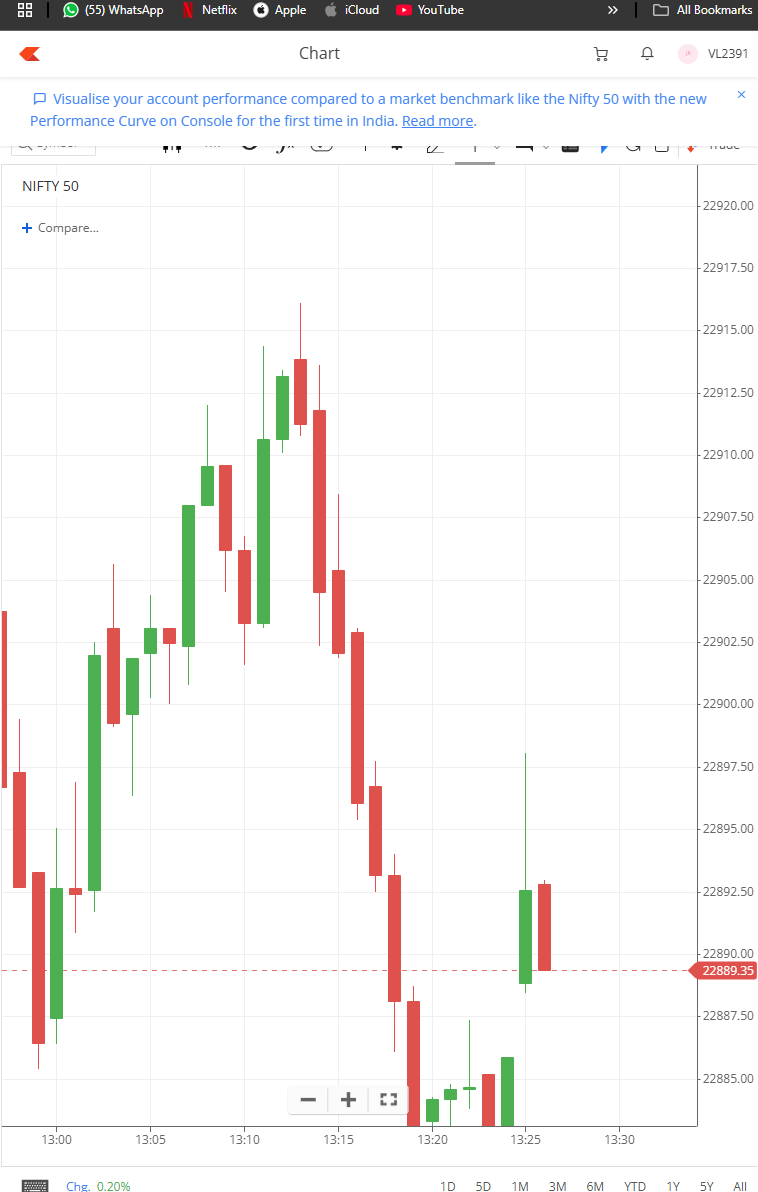 (55) WhatsApp Netflix Apple iCloud YouTube » All Bookmarks
Chart VL2391
Visualise your account performance compared to a market benchmark like the Nifty 50 with the new
Performance Curve on Console for the first time in India. Read more.
NIFTY 50
+ Compare...
22920.00
22917.50
22915.00
22912.50
22910.00
22907.50
22905.00
22902.50
22900.00
22897.50
22895.00
22892.50
22890.00
22889.35
22887.50
22885.00
13:00 13:05 13:10 13:15 13:20 13:25 13:30
Chg. 0.20% 1D 5D 1M 3M 6M YTD 1Y 5Y All